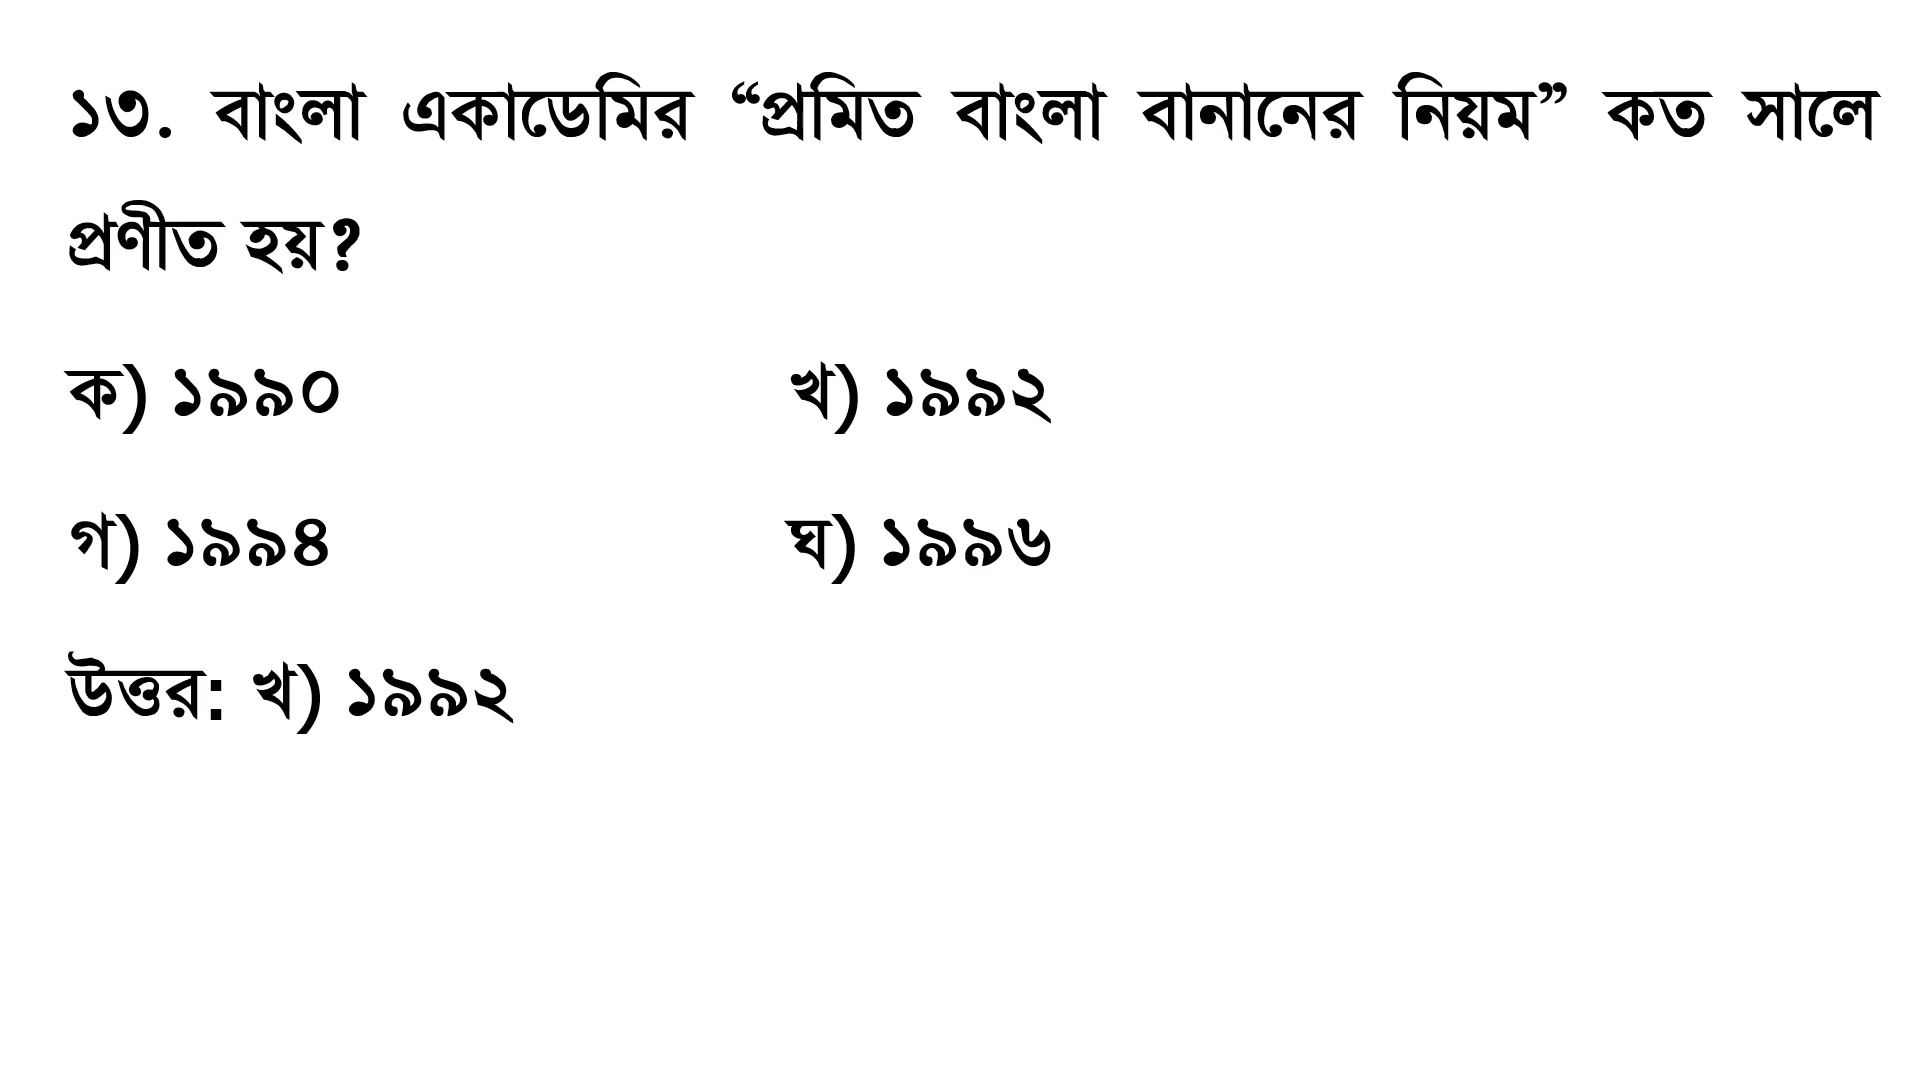 ১৩. বাংলা একাডেমির “প্রমিত বাংলা বানানের নিয়ম” কত সালে
প্রণীত হয়?
ক) ১৯৯০ খ) ১৯৯২
গ) ১৯৯৪ ঘ) ১৯৯৬
উত্তর: খ) ১৯৯২